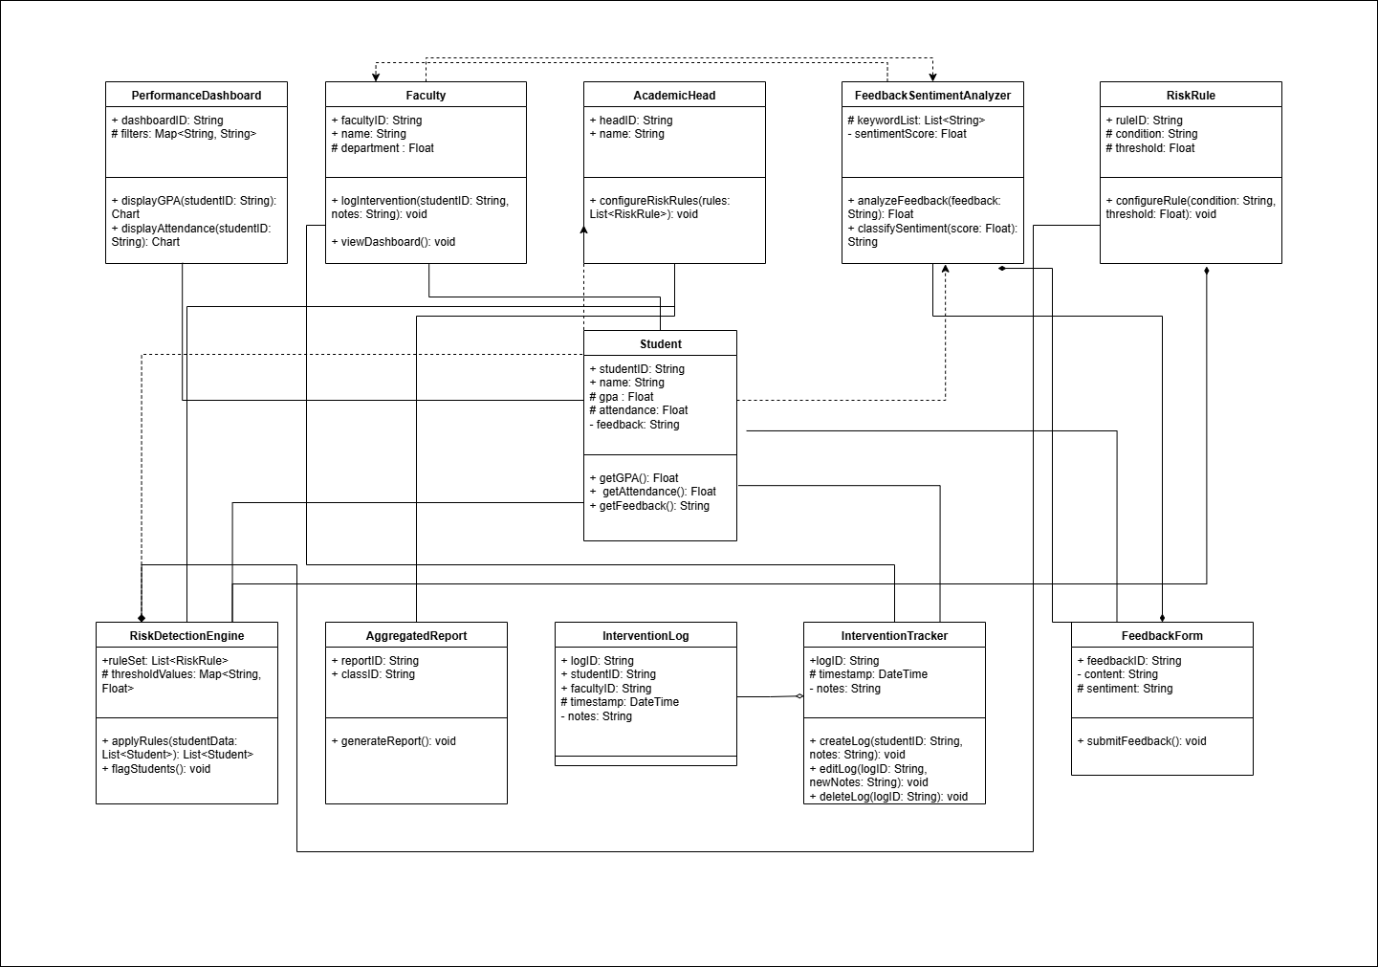 PerformanceDashboard
+ dashboardID: String
# filters: Map<String, String>
+ displayGPA(studentID: String):
Chart
+ displayAttendance(studentID:
String): Chart
Faculty
+ facultyID: String
+ name: String
# department : Float
+ logIntervention(studentID: String,
notes: String): void
+ viewDashboard(): void
AcademicHead
+ headID: String
+ name: String
+ configureRiskRules(rules:
List<RiskRule>): void
FeedbackSentimentAnalyzer
# keywordList: List<String>
- sentimentScore: Float
+ analyzeFeedback(feedback:
String): Float
+ classifySentiment(score: Float):
String
RiskRule
+ ruleID: String
# condition: String
# threshold: Float
+ configureRule(condition: String,
threshold: Float): void
Student
+ studentID: String
+ name: String
# gpa : Float
# attendance: Float
- feedback: String
+ getGPA(): Float
+  getAttendance(): Float
+ getFeedback(): String
RiskDetectionEngine
+ruleSet: List<RiskRule>
# thresholdValues: Map<String,
Float>
+ applyRules(studentData:
List<Student>): List<Student>
+ flagStudents(): void
AggregatedReport
+ reportID: String
+ classID: String
+ generateReport(): void
InterventionLog
+ logID: String
+ studentID: String
+ facultyID: String
# timestamp: DateTime
- notes: String
InterventionTracker
+logID: String
# timestamp: DateTime
- notes: String
+ createLog(studentID: String,
notes: String): void
+ editLog(logID: String,
newNotes: String): void
+ deleteLog(logID: String): void
FeedbackForm
+ feedbackID: String
- content: String
# sentiment: String
+ submitFeedback(): void